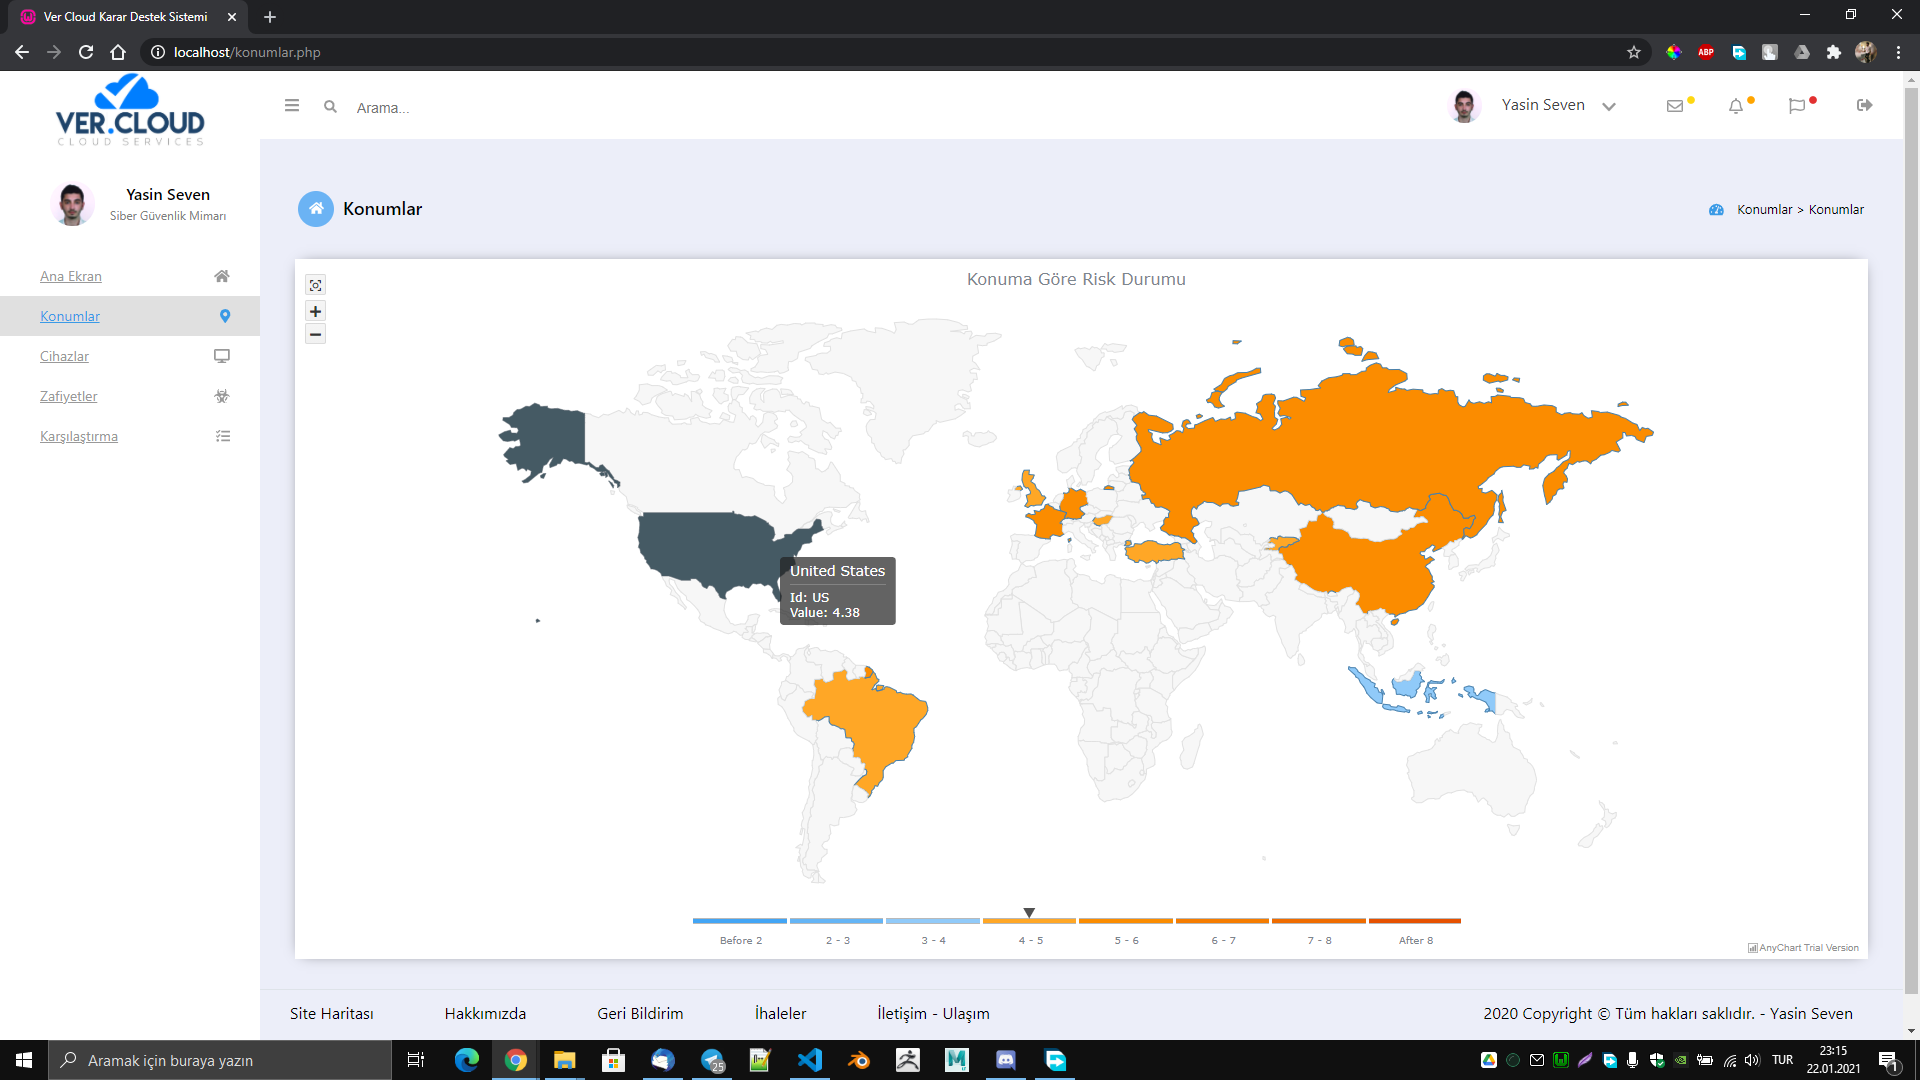 Ver Cloud Karar Destek Sistemi
localhost/konumlar.php
ABP
VER.CLOUD
CLOUD SERVICES
Arama...
Yasin Seven
Yasin Seven
Siber Güvenlik Mimarı
Konumlar
Konumlar > Konumlar
Ana Ekran
Konumlar
Cihazlar
Zafiyetler
Karşılaştırma
Konuma Göre Risk Durumu
United States
Id: US
Value: 4.38
Before 2
2 - 3
3 - 4
4 - 5
5 - 6
6 - 7
7 - 8
After 8
AnyChart Trial Version
Site Haritası
Hakkımızda
Geri Bildirim
İhaleler
İletişim - Ulaşım
2020 Copyright © Tüm hakları saklıdır. - Yasin Seven
Aramak için buraya yazın
25
M
TUR
23:15
22.01.2021
1